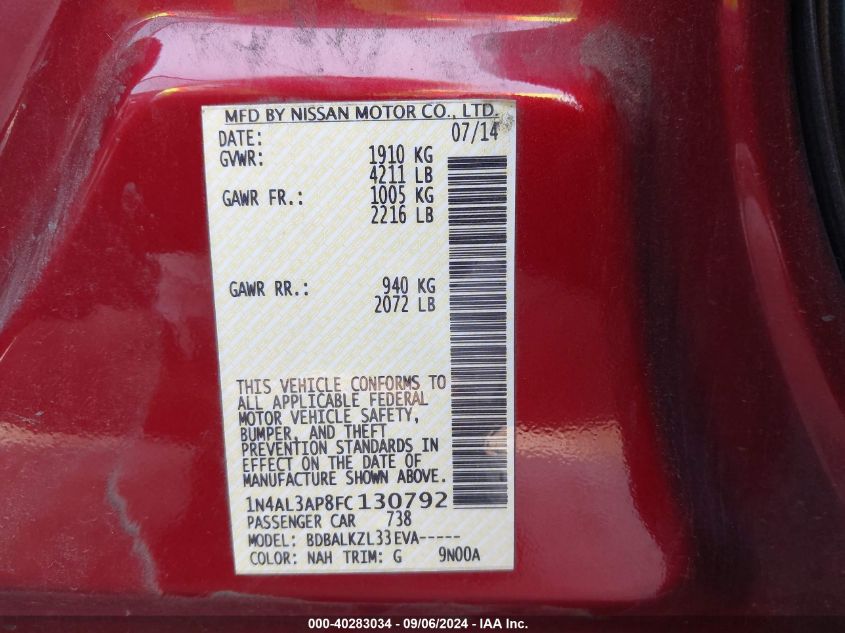 MFD BY NISSAN MOTOR CO., LTD.
DATE: 07/14
GVWR: 1910 KG
4211 LB
GAWR FR.: 1005 KG
2216 LB
GAWR RR.: 940 KG
2072 LB
THIS VEHICLE CONFORMS TO
ALL APPLICABLE FEDERAL
MOTOR VEHICLE SAFETY,
BUMPER, AND THEFT
PREVENTION STANDARDS IN
EFFECT ON THE DATE OF
MANUFACTURE SHOWN ABOVE.
1N4AL3AP8FC130792
PASSENGER CAR 738
MODEL: BDBALKZL33EVA-----
COLOR: NAH TRIM: G 9N00A
000-40283034 - 09/06/2024 - IAA Inc.